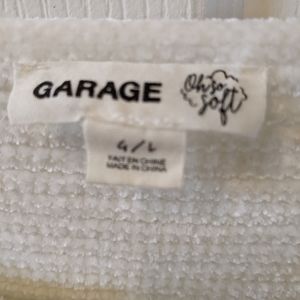 GARAGE
Oh so
soft
G/L
FAIT EN CHINE
MADE IN CHINA